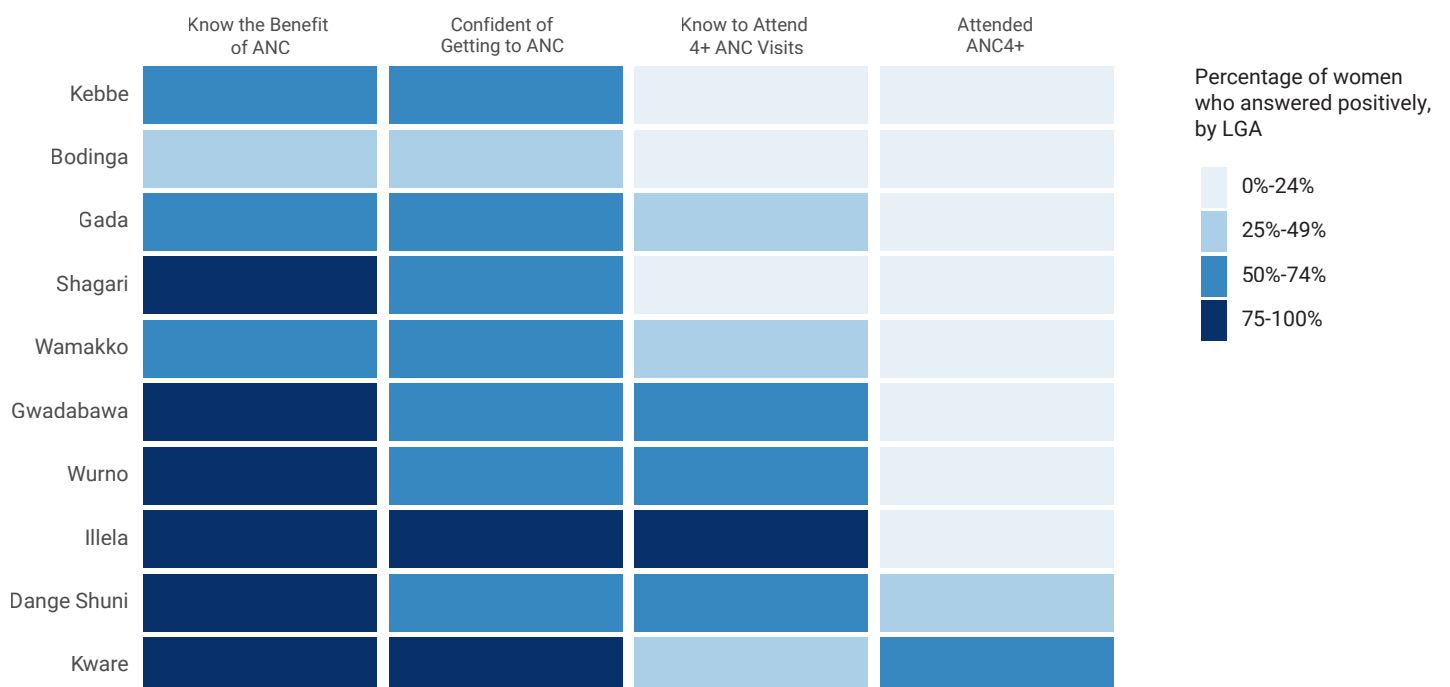 Know the Benefit
of ANC
Confident of
Getting to ANC
Know to Attend
4+ ANC Visits
Attended
ANC4+
Kebbe
Bodinga
Gada
Shagari
Wamakko
Gwadabawa
Wurno
Illela
Dange Shuni
Kware
Percentage of women
who answered positively,
by LGA
0%-24%
25%-49%
50%-74%
75-100%